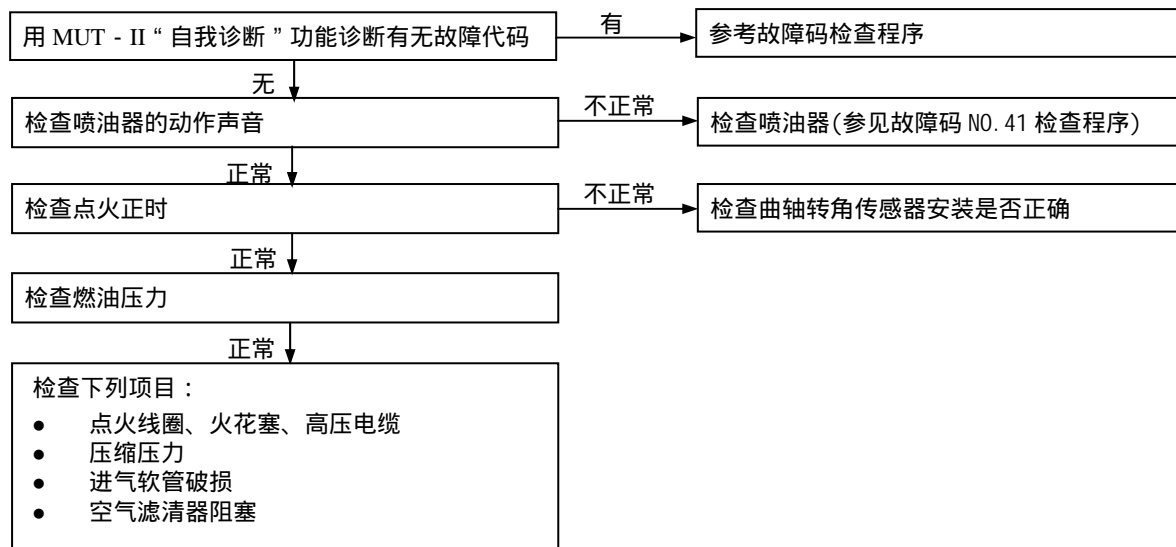 用 MUT - II “ 自我诊断 ” 功能诊断有无故障代码
有
参考故障码检查程序
无
检查喷油器的动作声音
不正常
检查喷油器(参见故障码 NO.41 检查程序)
正常
检查点火正时
不正常
检查曲轴转角传感器安装是否正确
正常
检查燃油压力
正常
检查下列项目：
● 点火线圈、火花塞、高压电缆
● 压缩压力
● 进气软管破损
● 空气滤清器阻塞